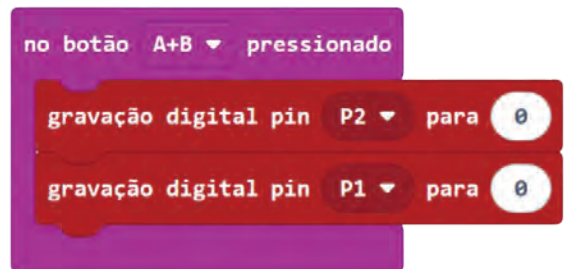 no botão A+B pressionado
gravação digital pin P2 para 0
gravação digital pin P1 para 0